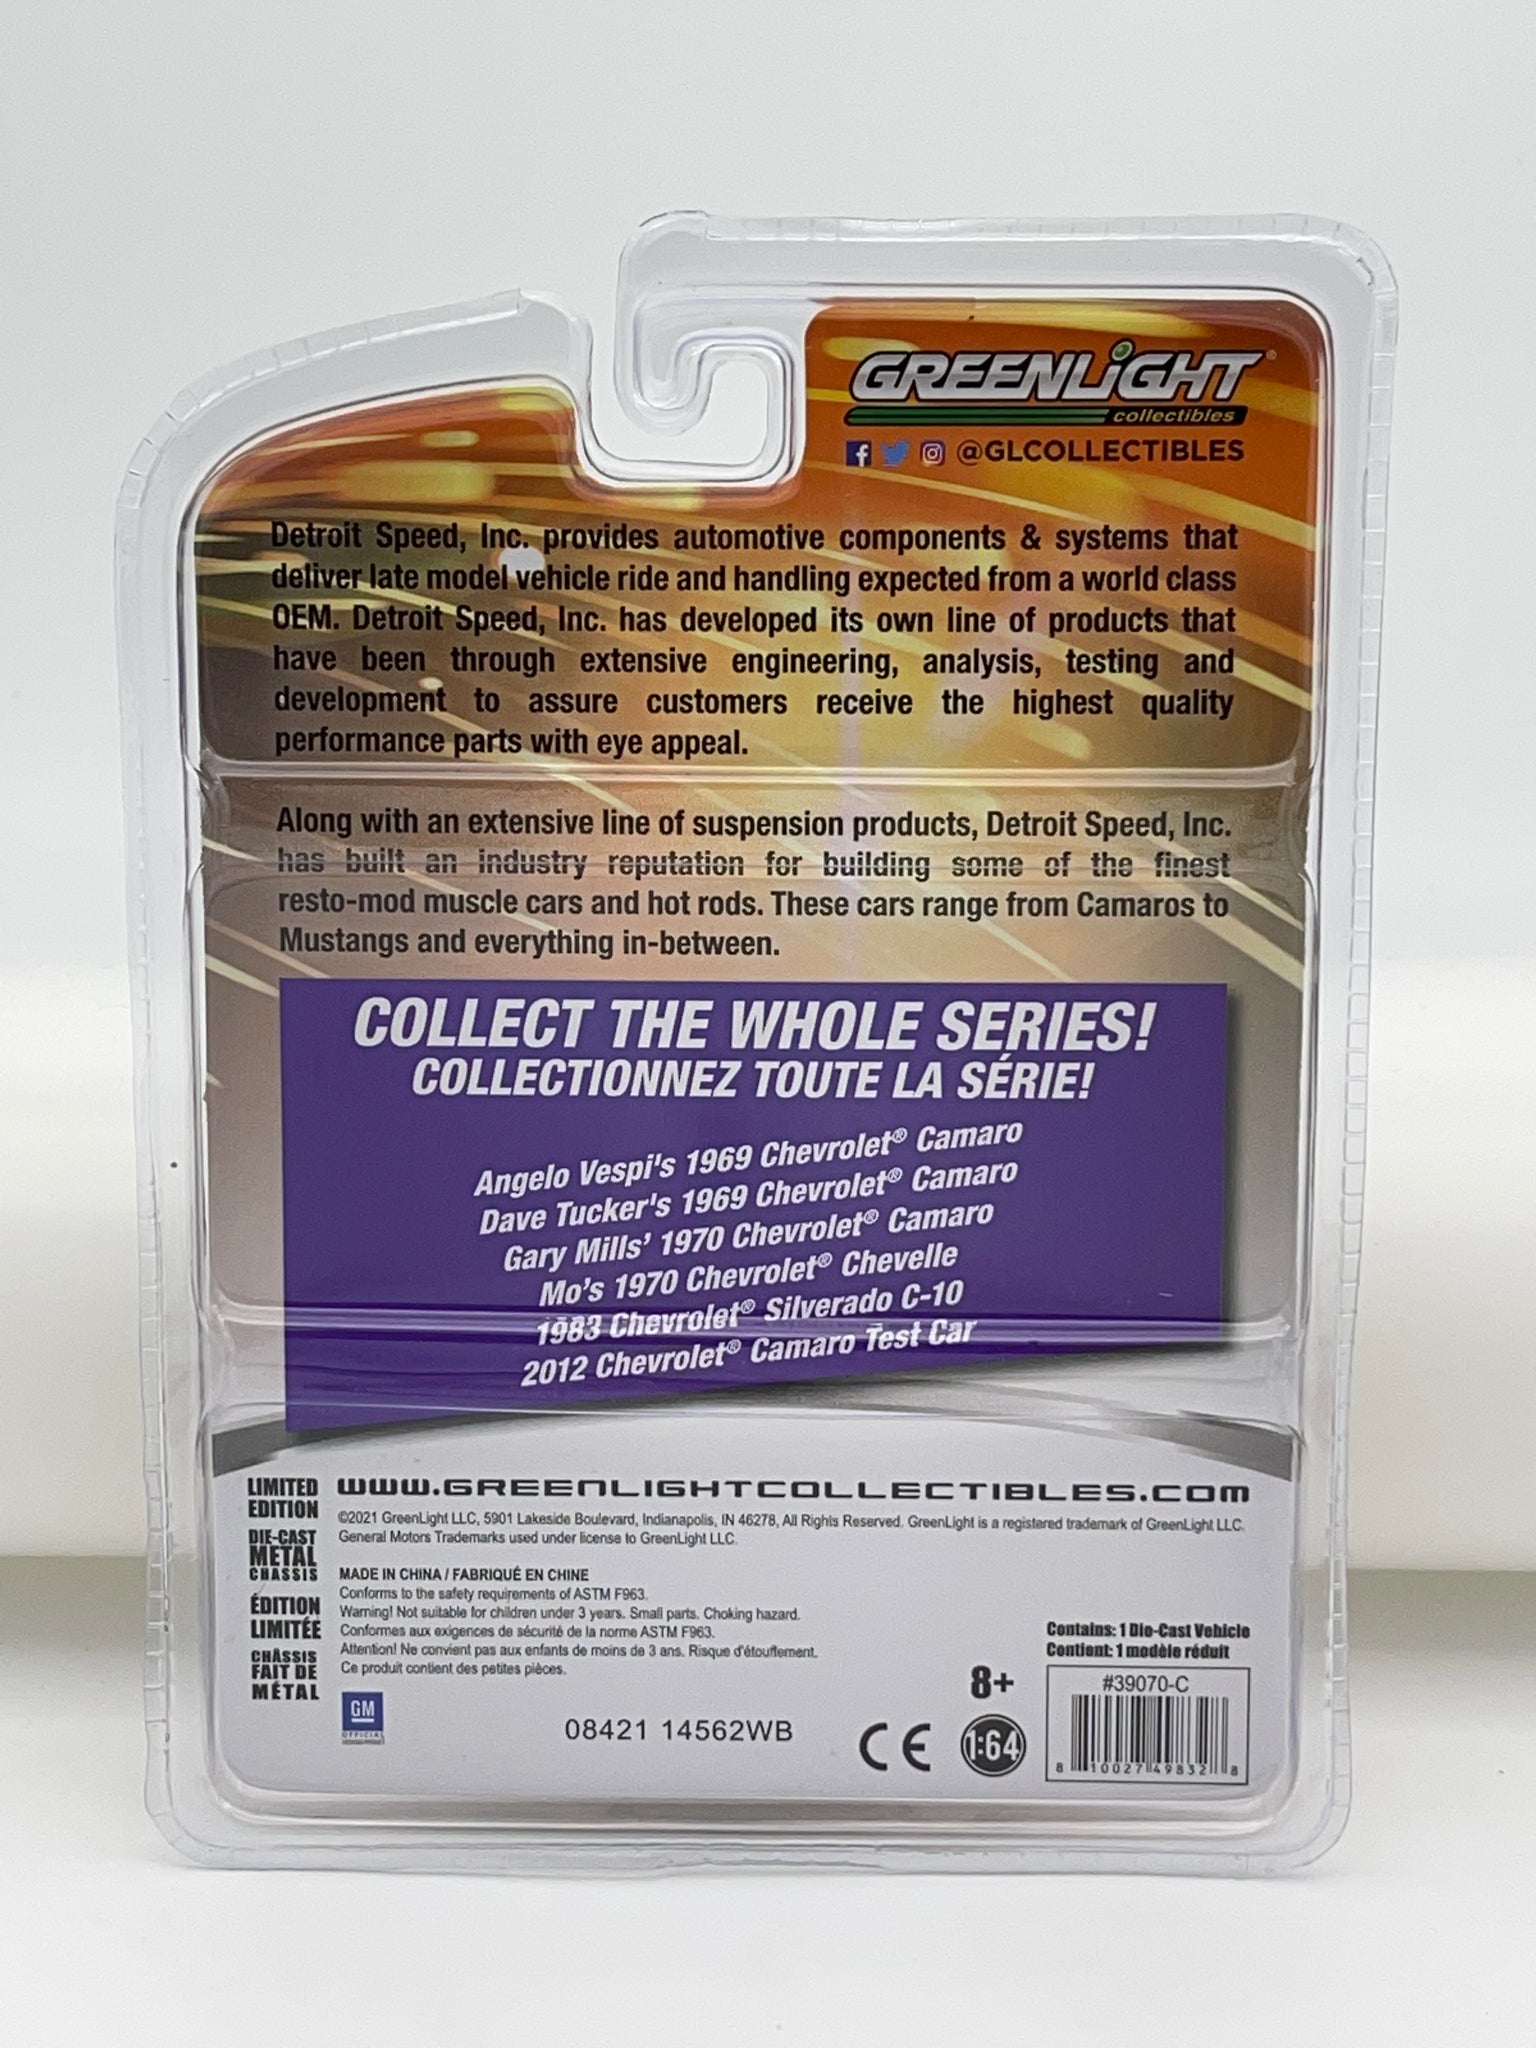 GREENLiGHT®
collectibles
@GLCOLLECTIBLES
Detroit Speed, Inc. provides automotive components & systems that
deliver late model vehicle ride and handling expected from a world class
OEM. Detroit Speed, Inc. has developed its own line of products that
have been through extensive engineering, analysis, testing and
development to assure customers receive the highest quality
performance parts with eye appeal.
Along with an extensive line of suspension products, Detroit Speed, Inc.
has built an industry reputation for building some of the finest
resto-mod muscle cars and hot rods. These cars range from Camaros to
Mustangs and everything in-between.
COLLECT THE WHOLE SERIES!
COLLECTIONNEZ TOUTE LA SÉRIE!
Angelo Vespi's 1969 Chevrolet® Camaro
Dave Tucker's 1969 Chevrolet® Camaro
Gary Mills’ 1970 Chevrolet® Camaro
Mo’s 1970 Chevrolet® Chevelle
1983 Chevrolet® Silverado C-10
2012 Chevrolet® Camaro Test Car
LIMITED
EDITION
DIE-CAST
METAL
CHASSIS
ÉDITION
LIMITÉE
CHÂSSIS
FAIT DE
MÉTAL
WWW.GREENLIGHTCOLLECTIBLES.COM
©2021 GreenLight LLC, 5901 Lakeside Boulevard, Indianapolis, IN 46278, All Rights Reserved. GreenLight is a registered trademark of GreenLight LLC.
General Motors Trademarks used under license to GreenLight LLC.
MADE IN CHINA / FABRIQUÉ EN CHINE
Conforms to the safety requirements of ASTM F963.
Warning! Not suitable for children under 3 years. Small parts. Choking hazard.
Conformes aux exigences de sécurité de la norme ASTM F963.
Attention! Ne convient pas aux enfants de moins de 3 ans. Risque d'étouffement.
Ce produit contient des petites pièces.
GM
OFFICIAL
08421 14562WB
CE
8+
1:64
Contains: 1 Die-Cast Vehicle
Contient: 1 modèle réduit
#39070-C
8 10027 49832 8